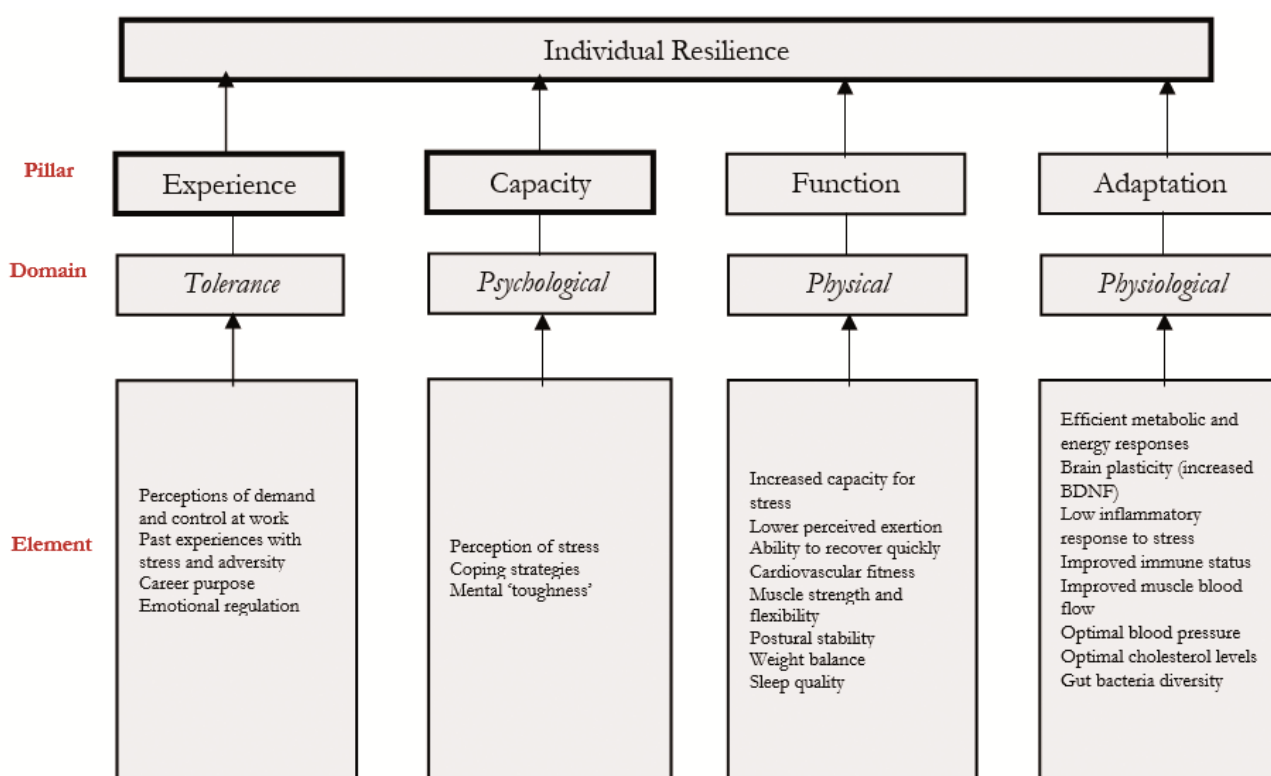 Individual Resilience
Pillar
Experience
Capacity
Function
Adaptation
Domain
Tolerance
Psychological
Physical
Physiological
Element
Perceptions of demand
and control at work
Past experiences with
stress and adversity
Career purpose
Emotional regulation
Perception of stress
Coping strategies
Mental ‘toughness’
Increased capacity for
stress
Lower perceived exertion
Ability to recover quickly
Cardiovascular fitness
Muscle strength and
flexibility
Postural stability
Weight balance
Sleep quality
Efficient metabolic and
energy responses
Brain plasticity (increased
BDNF)
Low inflammatory
response to stress
Improved immune status
Improved muscle blood
flow
Optimal blood pressure
Optimal cholesterol levels
Gut bacteria diversity